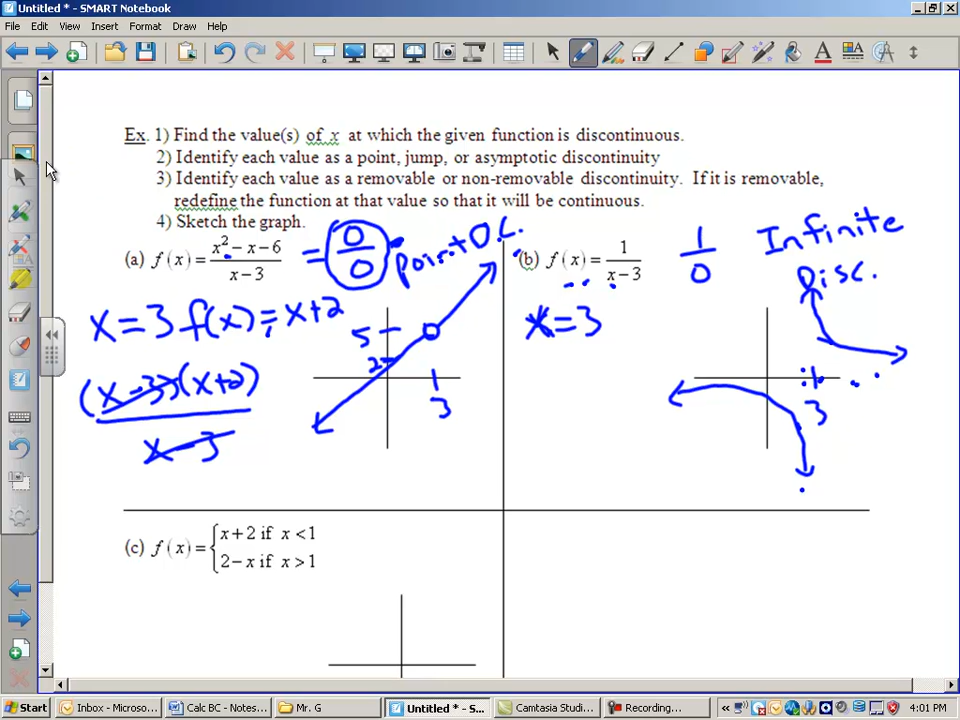 Untitled * - SMART Notebook
File Edit View Insert Format Draw Help
Ex. 1) Find the value(s) of x at which the given function is discontinuous.
2) Identify each value as a point, jump, or asymptotic discontinuity
3) Identify each value as a removable or non-removable discontinuity. If it is removable,
redefine the function at that value so that it will be continuous.
4) Sketch the graph.
(a) f(x) = (x² − x − 6)/(x − 3) = 0/0 point D.C.
x = 3 f(x) = x+2
(x−3)(x+2)
x−3
5
2
3
(b) f(x) = 1/(x − 3) 1/0 Infinite
Disc.
x = 3
3
(c) f(x) = { x + 2 if x < 1
2 − x if x > 1
Start Inbox - Microso... Calc BC - Notes... Mr. G Untitled * - S... Camtasia Studi... Recording... 4:01 PM